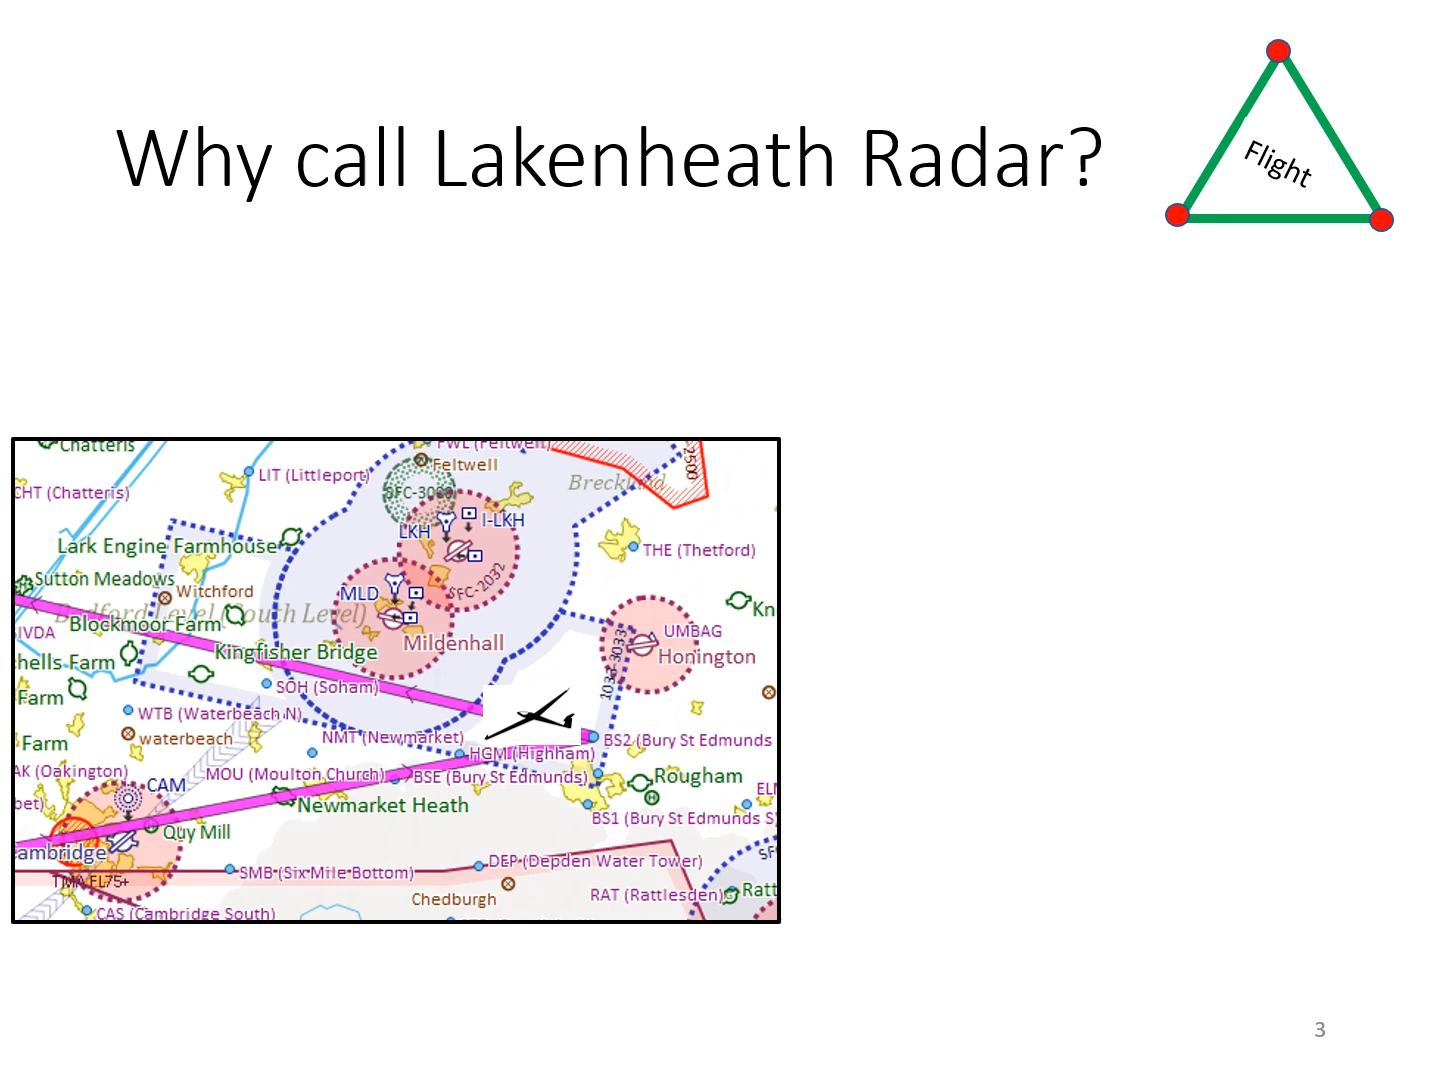 Why call Lakenheath Radar?
Flight
Chatteris
FWL (Feltwell)
Feltwell
2500
LIT (Littleport)
Breckland
CHT (Chatteris)
SFC-3000
I-LKH
LKH
Lark Engine Farmhouse
THE (Thetford)
Sutton Meadows
Witchford
MLD
SFC-2032
Kn
Bedford Level (South Level)
IVDA
Blockmoor Farm
UMBAG
Mildenhall
Honington
1033-3033
hells Farm
Kingfisher Bridge
SOH (Soham)
Farm
WTB (Waterbeach N)
waterbeach
NMT (Newmarket)
BS2 (Bury St Edmunds
Farm
HGM (Highham)
AK (Oakington)
MOU (Moulton Church)
BSE (Bury St Edmunds)
Rougham
CAM
bet)
Newmarket Heath
BS1 (Bury St Edmunds S)
Quy Mill
ambridge
DEP (Depden Water Tower)
SMB (Six Mile Bottom)
TMA FL75+
Chedburgh
RAT (Rattlesden)
Ratt
CAS (Cambridge South)
3